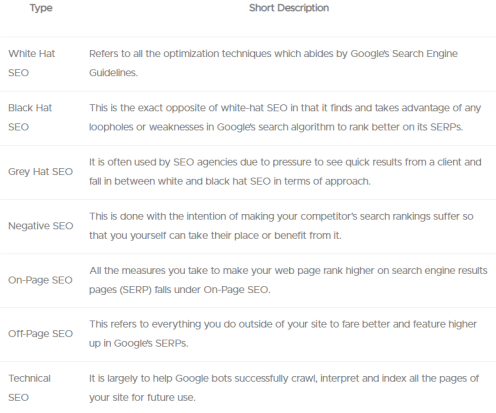 Type Short Description
White Hat SEO Refers to all the optimization techniques which abides by Google's Search Engine
Guidelines.
Black Hat SEO This is the exact opposite of white-hat SEO in that it finds and takes advantage of any
loopholes or weaknesses in Google's search algorithm to rank better on its SERPs.
Grey Hat SEO It is often used by SEO agencies due to pressure to see quick results from a client and
fall in between white and black hat SEO in terms of approach.
Negative SEO This is done with the intention of making your competitor's search rankings suffer so
that you yourself can take their place or benefit from it.
On-Page SEO All the measures you take to make your web page rank higher on search engine results
pages (SERP) falls under On-Page SEO.
Off-Page SEO This refers to everything you do outside of your site to fare better and feature higher
up in Google's SERPs.
Technical SEO It is largely to help Google bots successfully crawl, interpret and index all the pages of
your site for future use.